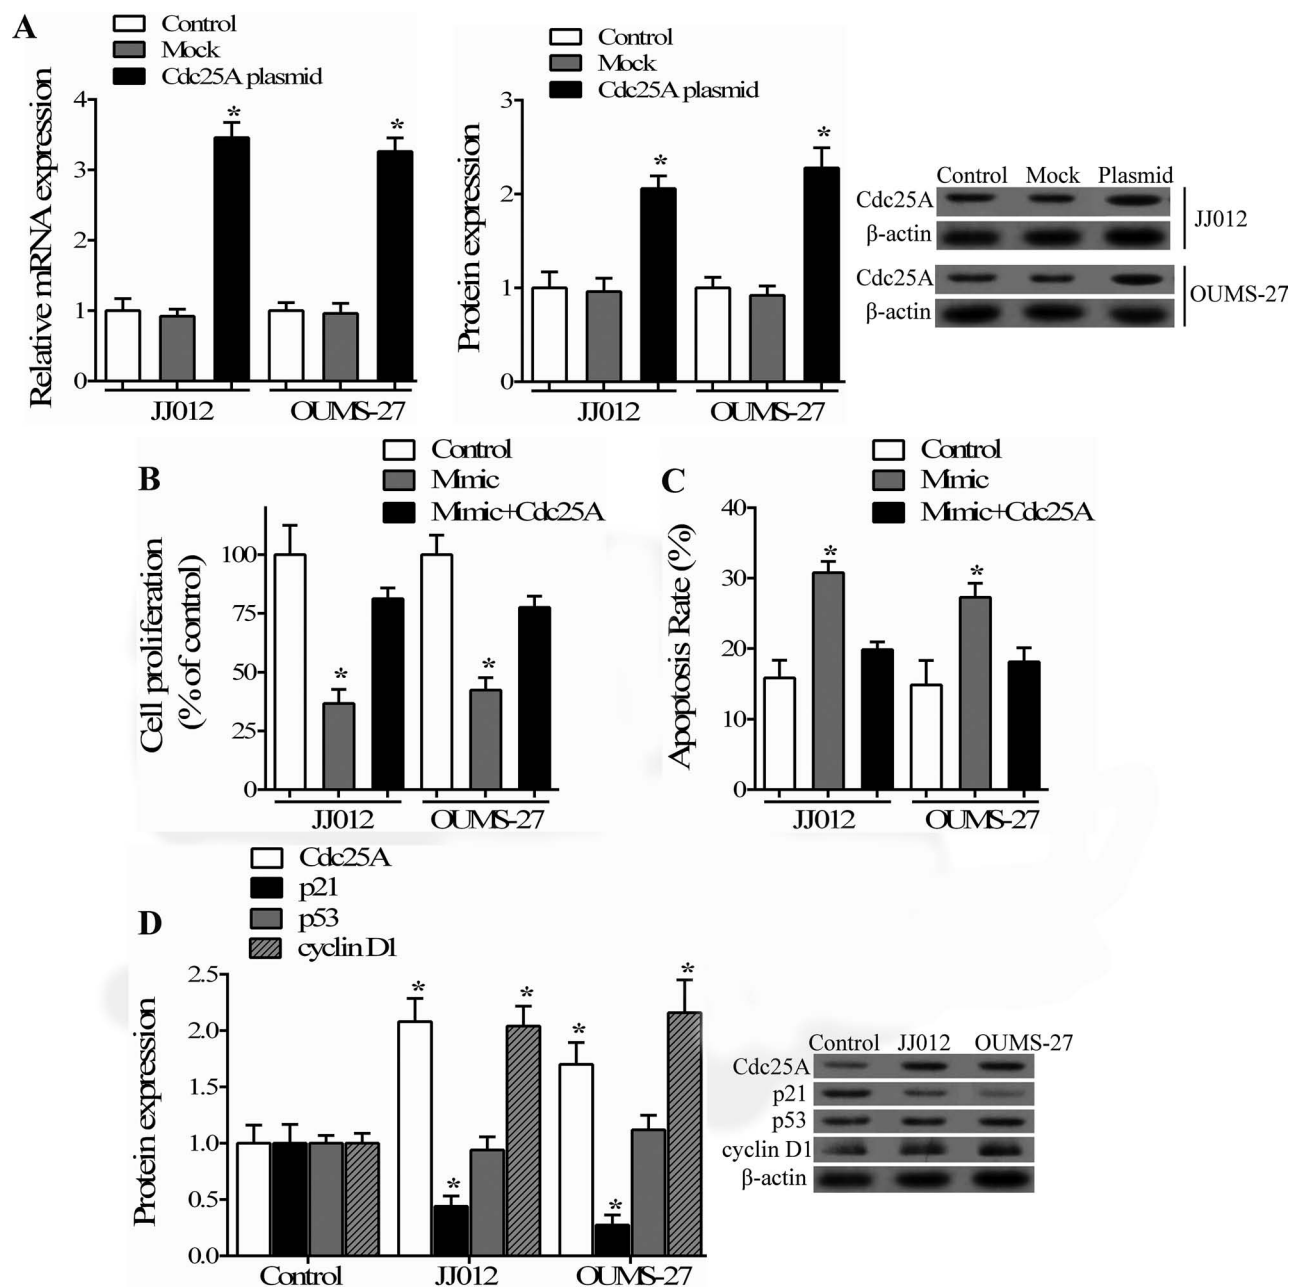 A
Control
Mock
Cdc25A plasmid
Relative mRNA expression
4
3
2
1
0
JJ012
OUMS-27
Control
Mock
Cdc25A plasmid
Protein expression
3
2
1
0
*
*
*
*
JJ012
OUMS-27
Control Mock Plasmid
Cdc25A
β-actin
JJ012
Cdc25A
β-actin
OUMS-27
B
Control
Mimic
Mimic+Cdc25A
Cell proliferation
(% of control)
100
75
50
25
0
*
*
JJ012
OUMS-27
C
Control
Mimic
Mimic+Cdc25A
Apoptosis Rate (%)
40
30
20
10
0
*
*
JJ012
OUMS-27
D
Cdc25A
p21
p53
cyclin D1
Protein expression
2.5
2.0
1.5
1.0
0.5
0.0
*
*
*
*
*
*
Control
JJ012
OUMS-27
Control JJ012 OUMS-27
Cdc25A
p21
p53
cyclin D1
β-actin